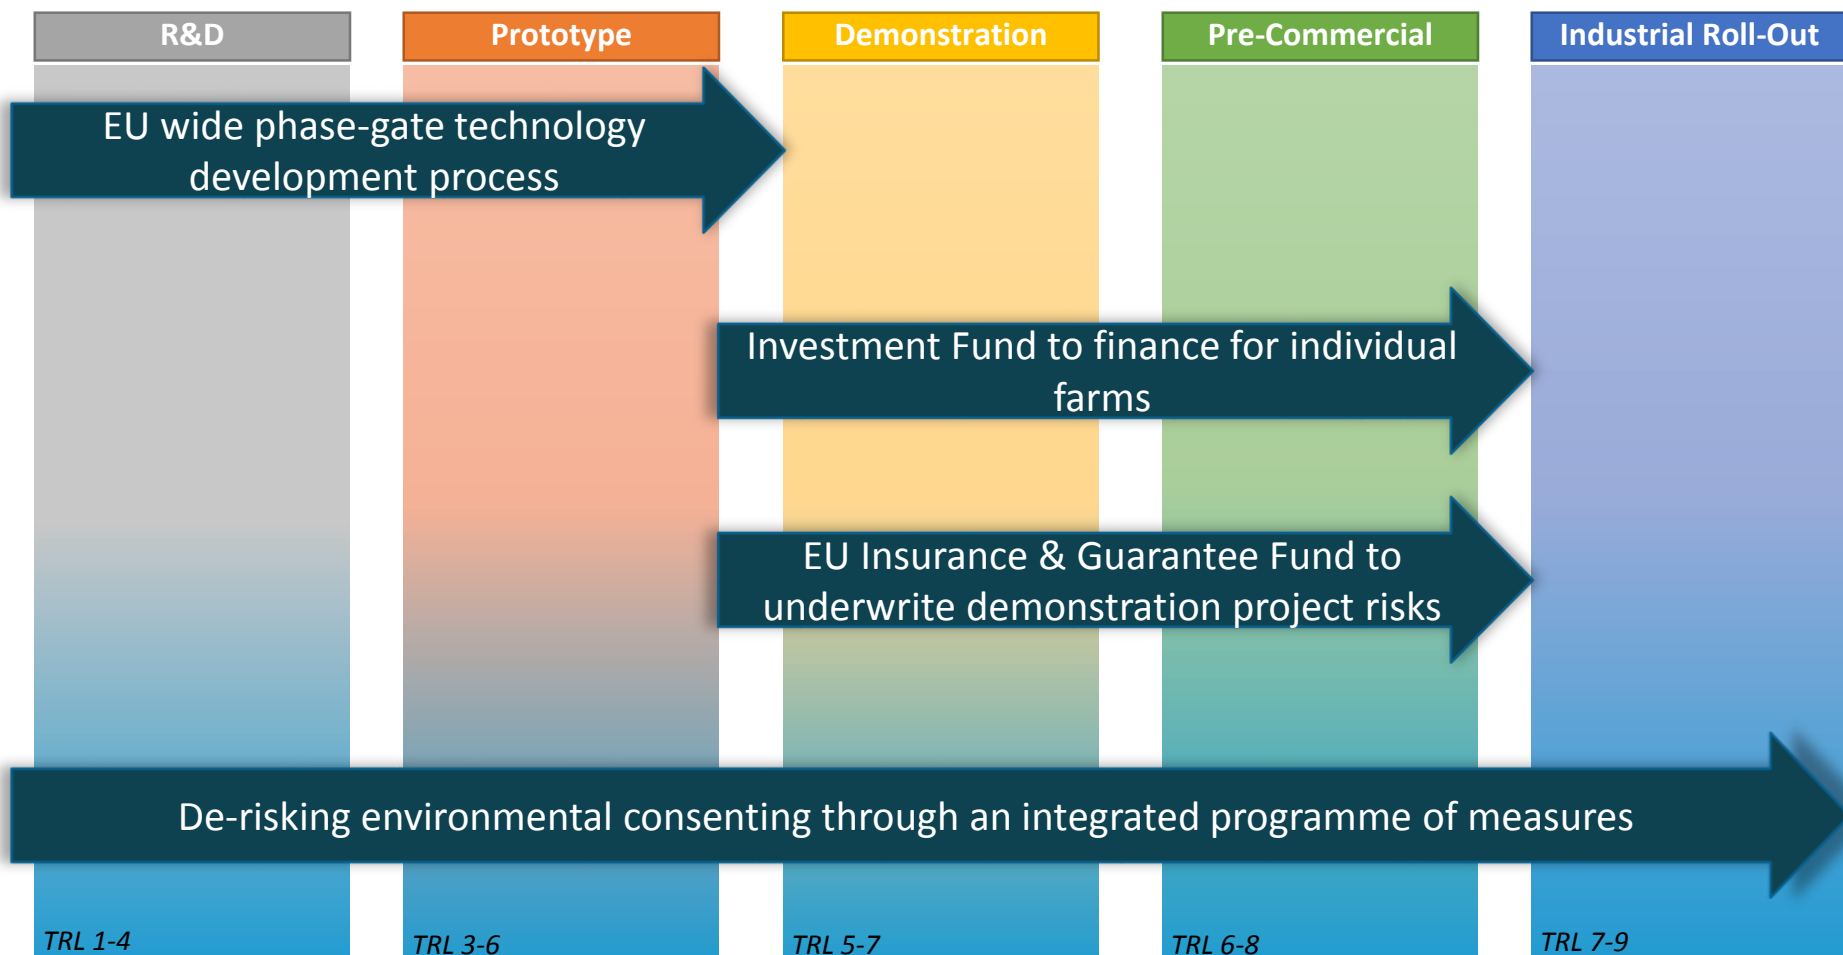 R&D
Prototype
Demonstration
Pre-Commercial
Industrial Roll-Out
EU wide phase-gate technology
development process
Investment Fund to finance for individual
farms
EU Insurance & Guarantee Fund to
underwrite demonstration project risks
De-risking environmental consenting through an integrated programme of measures
TRL 1-4
TRL 3-6
TRL 5-7
TRL 6-8
TRL 7-9